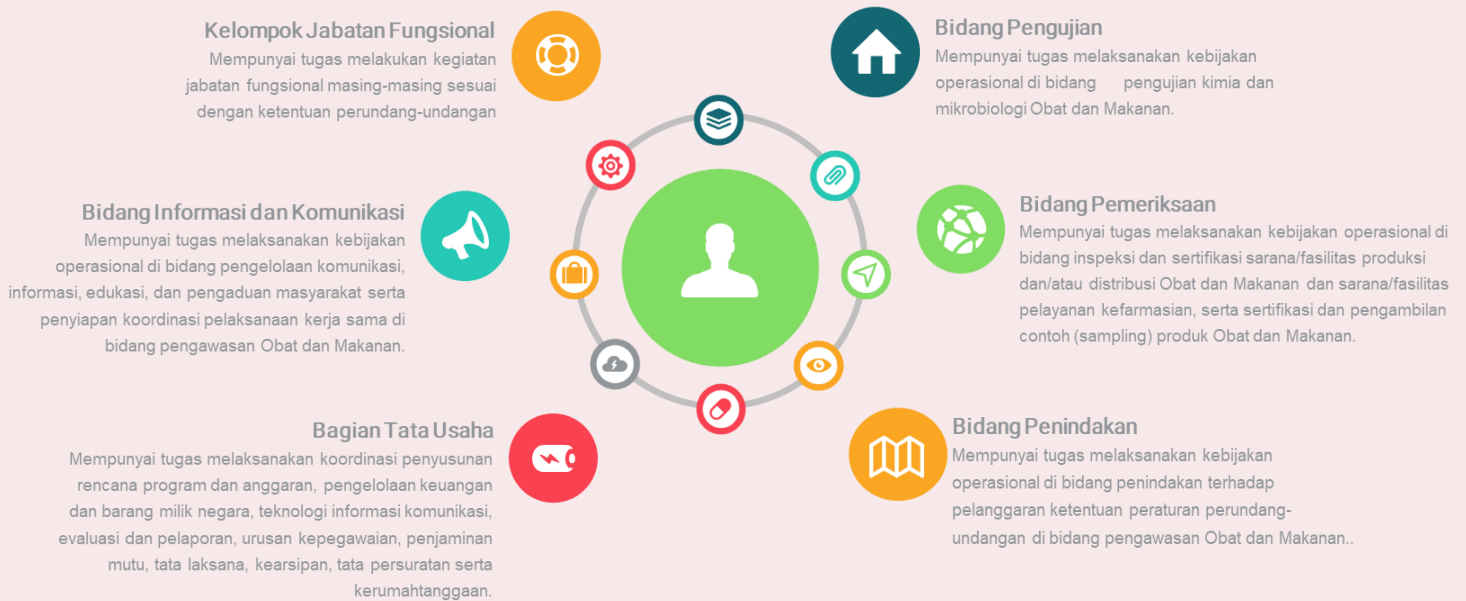 Kelompok Jabatan Fungsional
Mempunyai tugas melakukan kegiatan
jabatan fungsional masing-masing sesuai
dengan ketentuan perundang-undangan
Bidang Informasi dan Komunikasi
Mempunyai tugas melaksanakan kebijakan
operasional di bidang pengelolaan komunikasi,
informasi, edukasi, dan pengaduan masyarakat serta
penyiapan koordinasi pelaksanaan kerja sama di
bidang pengawasan Obat dan Makanan.
Bagian Tata Usaha
Mempunyai tugas melaksanakan koordinasi penyusunan
rencana program dan anggaran, pengelolaan keuangan
dan barang milik negara, teknologi informasi komunikasi,
evaluasi dan pelaporan, urusan kepegawaian, penjaminan
mutu, tata laksana, kearsipan, tata persuratan serta
kerumahtanggaan.
Bidang Pengujian
Mempunyai tugas melaksanakan kebijakan
operasional di bidang pengujian kimia dan
mikrobiologi Obat dan Makanan.
Bidang Pemeriksaan
Mempunyai tugas melaksanakan kebijakan operasional di
bidang inspeksi dan sertifikasi sarana/fasilitas produksi
dan/atau distribusi Obat dan Makanan dan sarana/fasilitas
pelayanan kefarmasian, serta sertifikasi dan pengambilan
contoh (sampling) produk Obat dan Makanan.
Bidang Penindakan
Mempunyai tugas melaksanakan kebijakan
operasional di bidang penindakan terhadap
pelanggaran ketentuan peraturan perundang-
undangan di bidang pengawasan Obat dan Makanan..